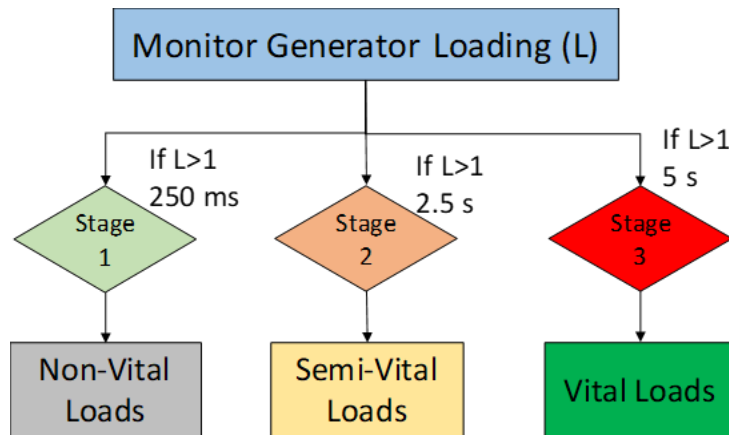 Monitor Generator Loading (L)
If L>1
250 ms
If L>1
2.5 s
If L>1
5 s
Stage
1
Stage
2
Stage
3
Non-Vital
Loads
Semi-Vital
Loads
Vital Loads